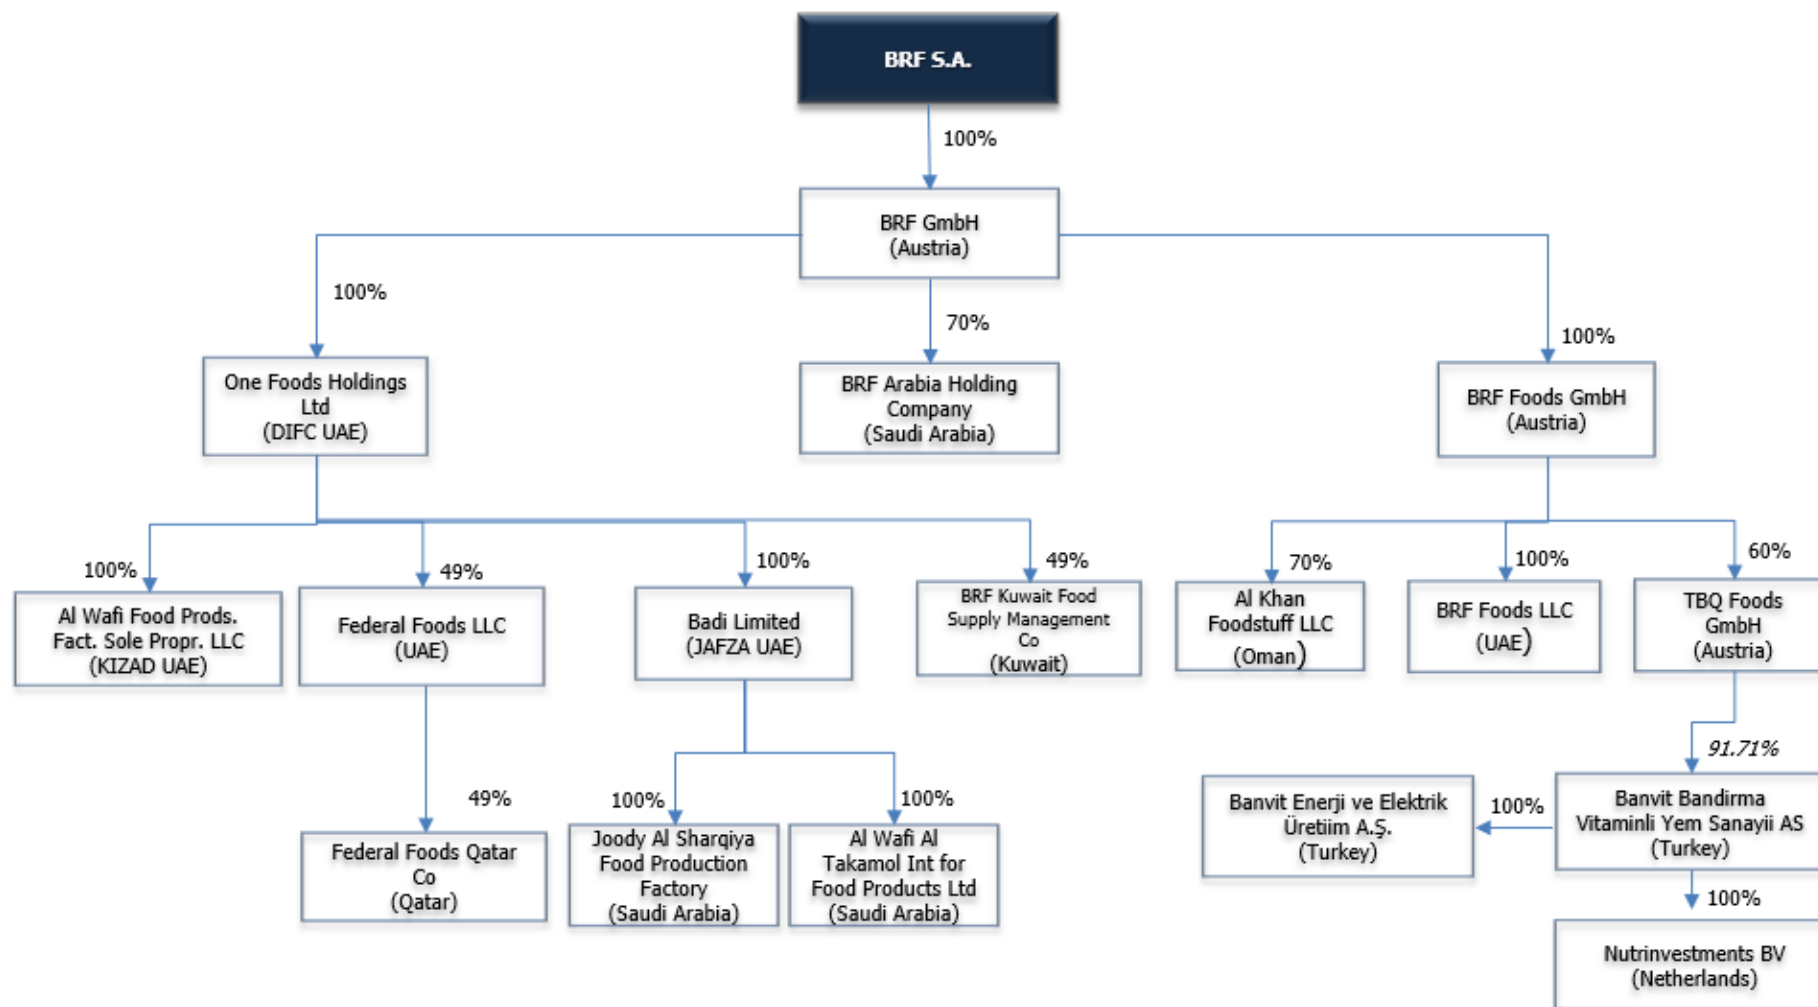 BRF S.A.
100%
BRF GmbH
(Austria)
100%
70%
100%
One Foods Holdings
Ltd
(DIFC UAE)
BRF Arabia Holding
Company
(Saudi Arabia)
BRF Foods GmbH
(Austria)
100%
49%
100%
49%
70%
100%
60%
Al Wafi Food Prods.
Fact. Sole Propr. LLC
(KIZAD UAE)
Federal Foods LLC
(UAE)
Badi Limited
(JAFZA UAE)
BRF Kuwait Food
Supply Management
Co
(Kuwait)
Al Khan
Foodstuff LLC
(Oman)
BRF Foods LLC
(UAE)
TBQ Foods
GmbH
(Austria)
49%
100%
100%
91.71%
Federal Foods Qatar
Co
(Qatar)
Joody Al Sharqiya
Food Production
Factory
(Saudi Arabia)
Al Wafi Al
Takamol Int for
Food Products Ltd
(Saudi Arabia)
Banvit Enerji ve Elektrik
Üretiim A.Ş.
(Turkey)
100%
Banvit Bandirma
Vitaminli Yem Sanayii AS
(Turkey)
100%
Nutrinvestments BV
(Netherlands)